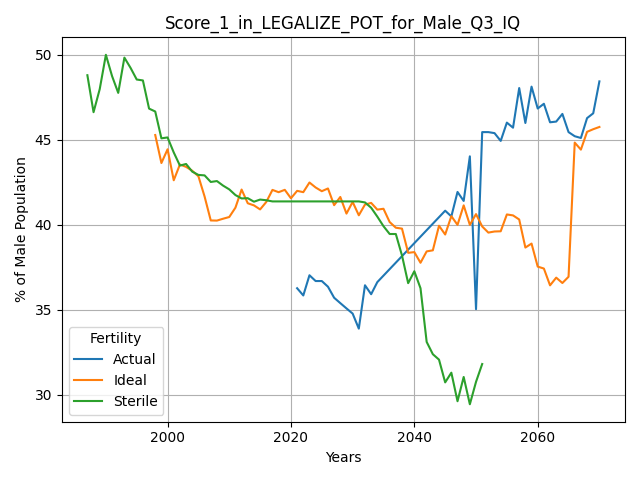 Score_1_in_LEGALIZE_POT_for_Male_Q3_IQ
% of Male Population
50
45
40
35
30
Fertility
Actual
Ideal
Sterile
2000
2020
2040
2060
Years